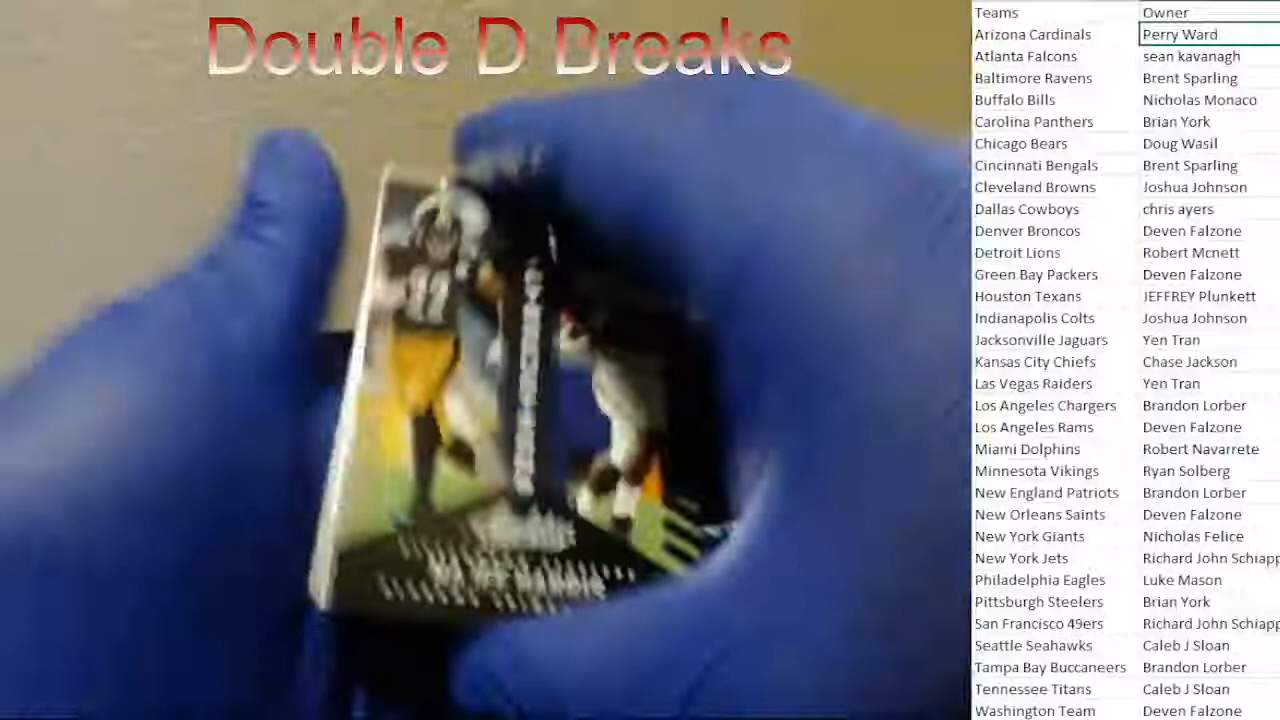 Double D Breaks
Teams Owner
Arizona Cardinals Perry Ward
Atlanta Falcons sean kavanagh
Baltimore Ravens Brent Sparling
Buffalo Bills Nicholas Monaco
Carolina Panthers Brian York
Chicago Bears Doug Wasil
Cincinnati Bengals Brent Sparling
Cleveland Browns Joshua Johnson
Dallas Cowboys chris ayers
Denver Broncos Deven Falzone
Detroit Lions Robert Mcnett
Green Bay Packers Deven Falzone
Houston Texans JEFFREY Plunkett
Indianapolis Colts Joshua Johnson
Jacksonville Jaguars Yen Tran
Kansas City Chiefs Chase Jackson
Las Vegas Raiders Yen Tran
Los Angeles Chargers Brandon Lorber
Los Angeles Rams Deven Falzone
Miami Dolphins Robert Navarrete
Minnesota Vikings Ryan Solberg
New England Patriots Brandon Lorber
New Orleans Saints Deven Falzone
New York Giants Nicholas Felice
New York Jets Richard John Schiapp
Philadelphia Eagles Luke Mason
Pittsburgh Steelers Brian York
San Francisco 49ers Richard John Schiapp
Seattle Seahawks Caleb J Sloan
Tampa Bay Buccaneers Brandon Lorber
Tennessee Titans Caleb J Sloan
Washington Team Deven Falzone